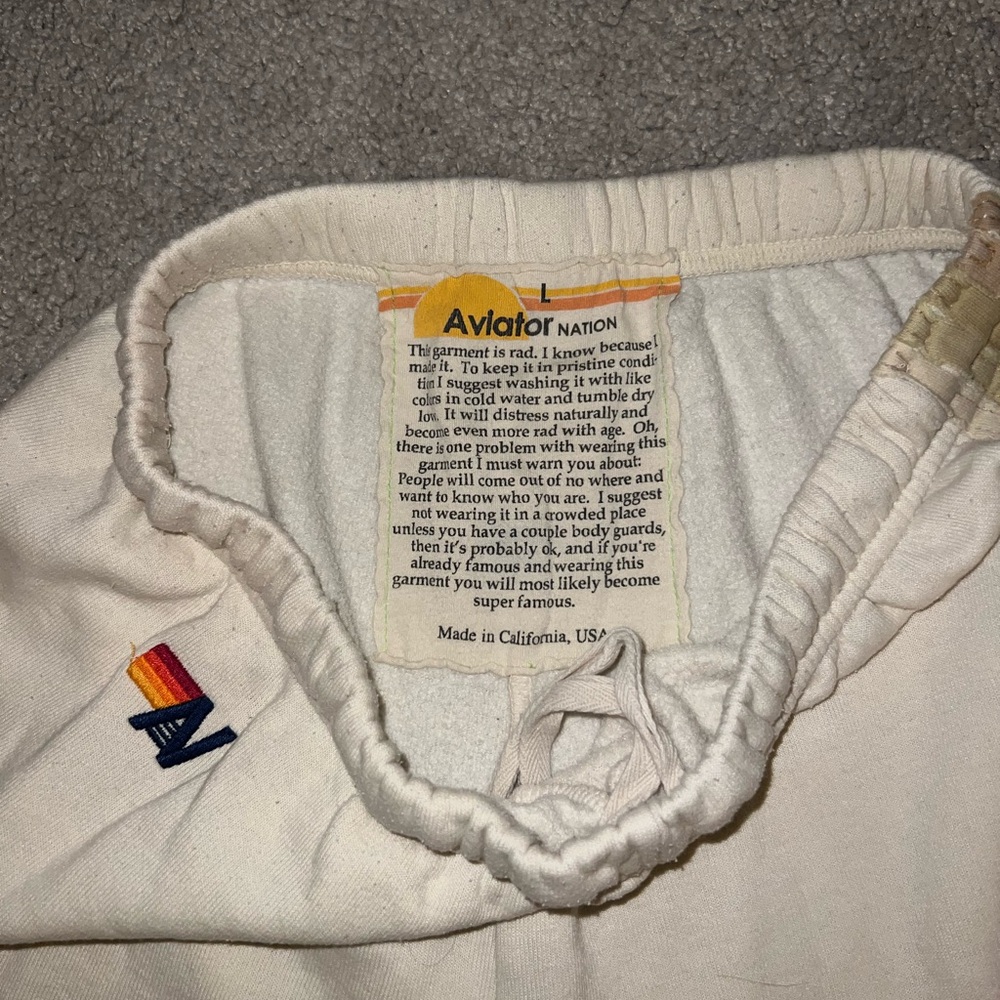 L
Aviator NATION
This garment is rad. I know because I
made it. To keep it in pristine condi-
tion I suggest washing it with like
colors in cold water and tumble dry
low. It will distress naturally and
become even more rad with age. Oh,
there is one problem with wearing this
garment I must warn you about:
People will come out of no where and
want to know who you are. I suggest
not wearing it in a crowded place
unless you have a couple body guards,
then it's probably ok, and if you're
already famous and wearing this
garment you will most likely become
super famous.
Made in California, USA
AN